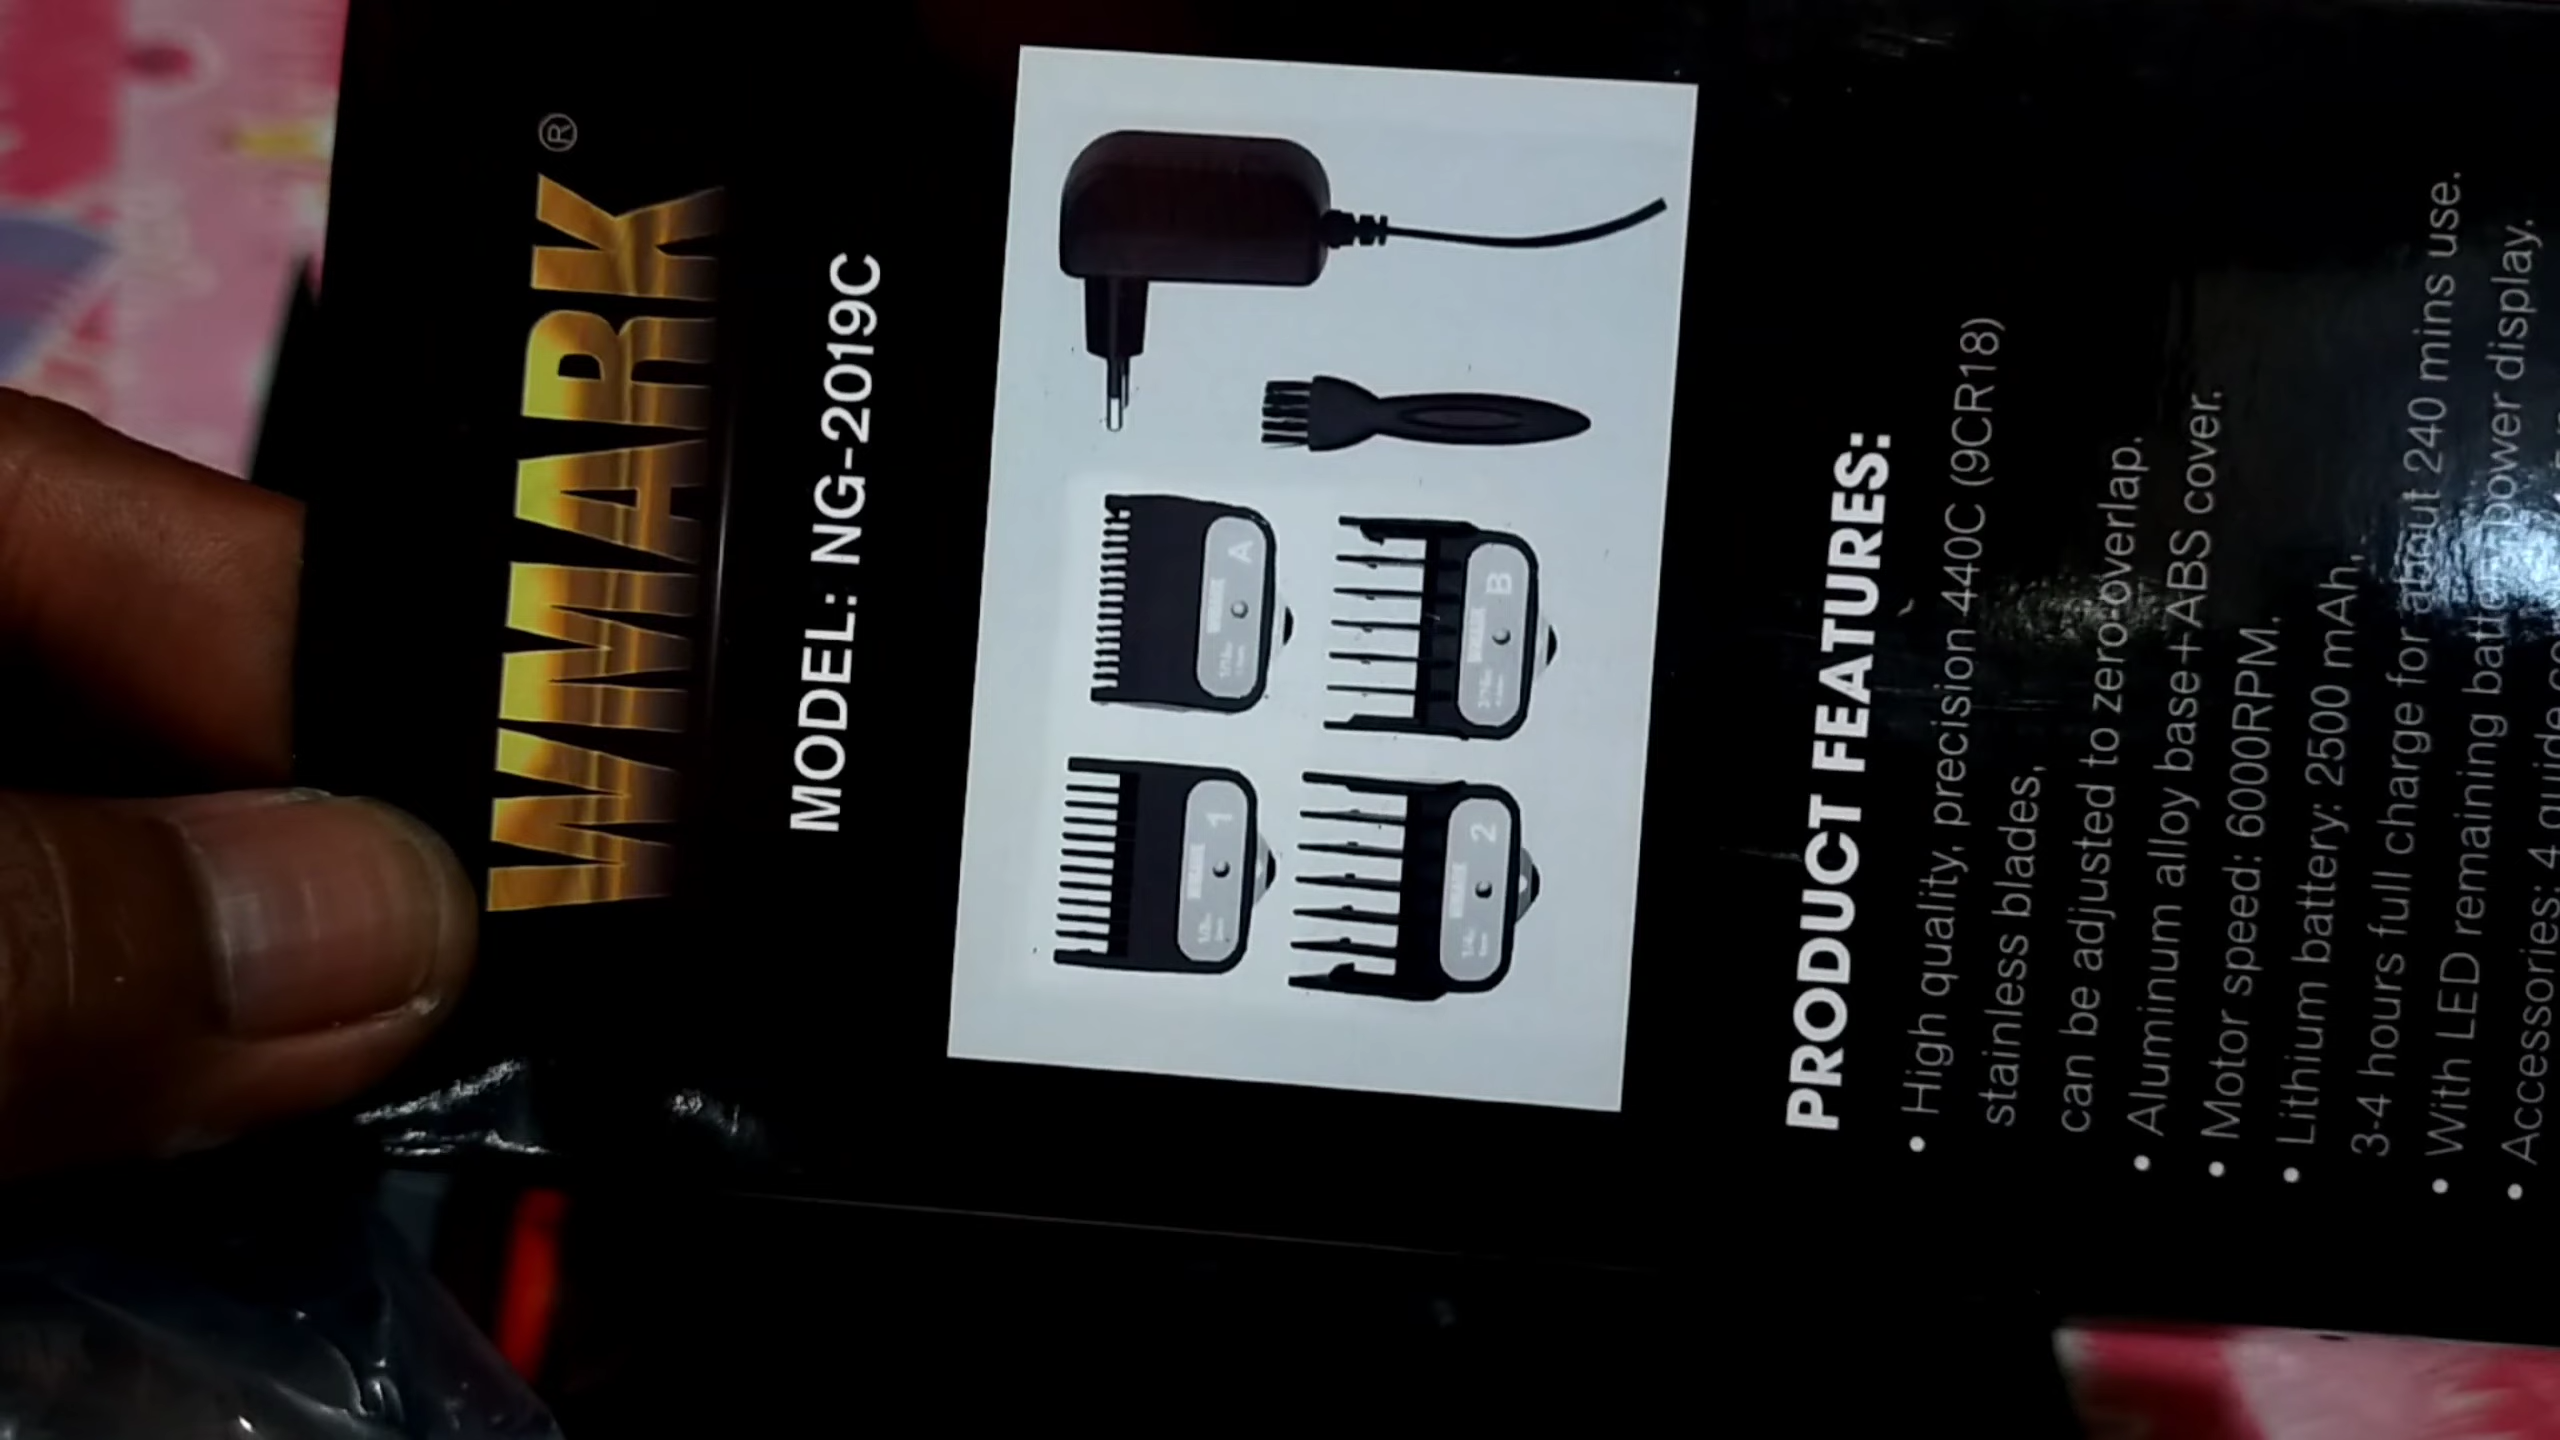 WMARK®
MODEL: NG-2019C
A
B
1
2
PRODUCT FEATURES:
• High quality, precision 440C (9CR18)
stainless blades,
can be adjusted to zero-overlap.
• Aluminum alloy base+ABS cover.
• Motor speed: 6000RPM.
• Lithium battery: 2500 mAh,
3-4 hours full charge for about 240 mins use.
• With LED remaining battery power display.
• Accessories: 4 guide